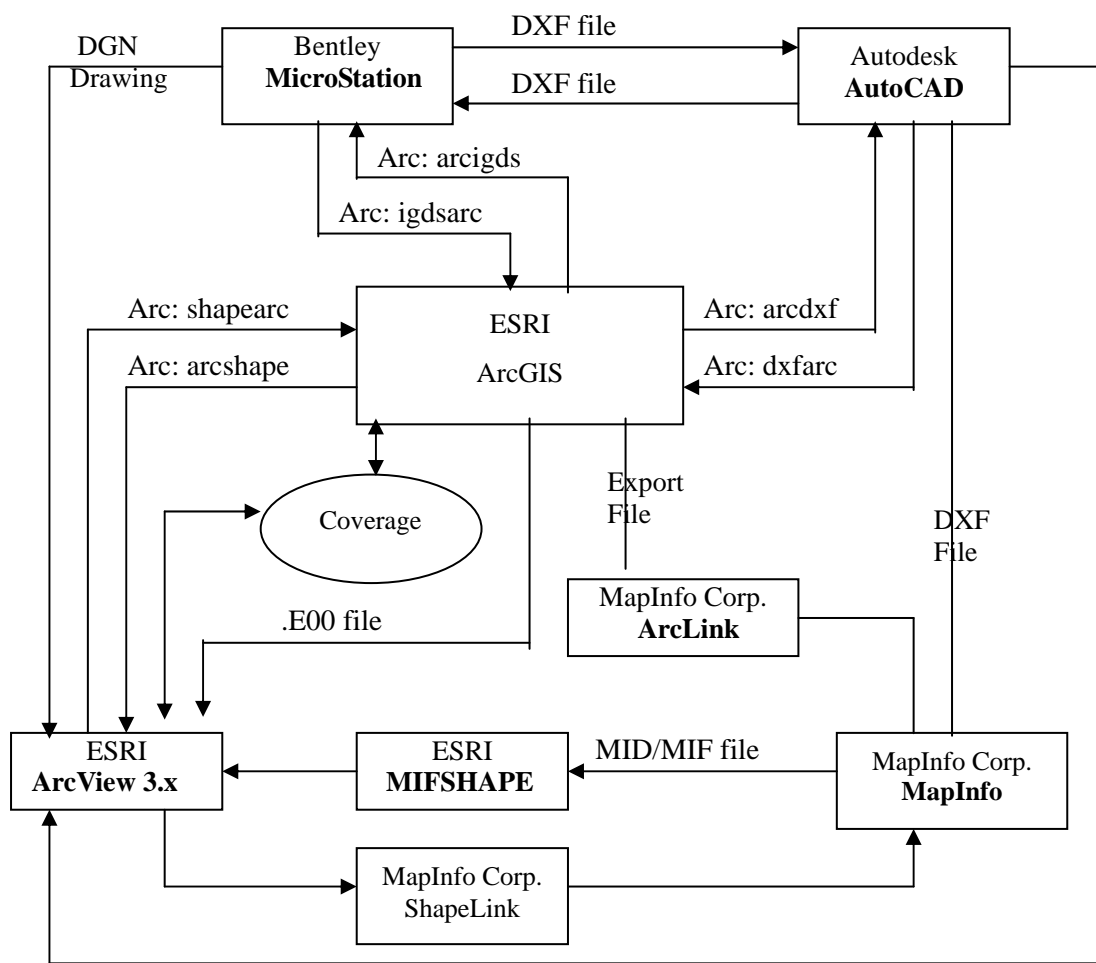 DXF file
DGN
Drawing
Bentley
MicroStation
Autodesk
AutoCAD
DXF file
Arc: arcigds
Arc: igdsarc
Arc: shapearc
ESRI
ArcGIS
Arc: arcdxf
Arc: arcshape
Arc: dxfarc
Export
File
Coverage
DXF
File
MapInfo Corp.
ArcLink
.E00 file
ESRI
ArcView 3.x
ESRI
MIFSHAPE
MID/MIF file
MapInfo Corp.
MapInfo
MapInfo Corp.
ShapeLink